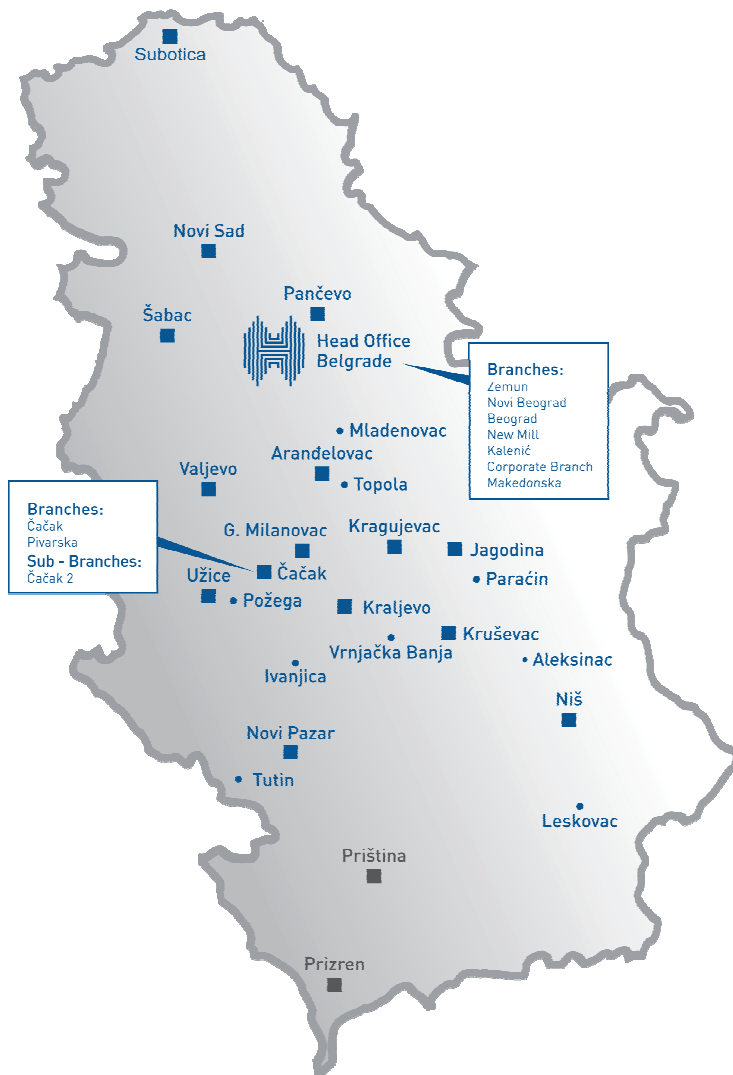 Subotica
Novi Sad
Pančevo
Šabac
Head Office
Belgrade
Branches:
Zemun
Novi Beograd
Beograd
New Mill
Kalenić
Corporate Branch
Makedonska
Mladenovac
Aranđelovac
Valjevo
Topola
Branches:
Čačak
Pivarska
Sub - Branches:
Čačak 2
G. Milanovac
Kragujevac
Jagodina
Čačak
Užice
Paraćin
Požega
Kraljevo
Kruševac
Vrnjačka Banja
Aleksinac
Ivanjica
Niš
Novi Pazar
Tutin
Leskovac
Priština
Prizren